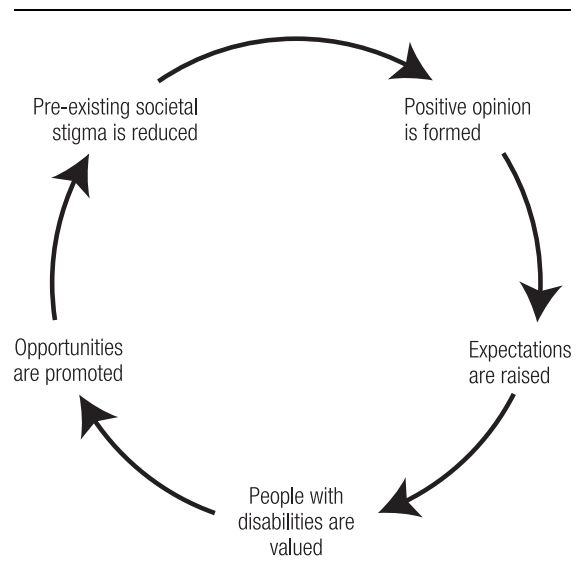 Pre-existing societal
stigma is reduced
Positive opinion
is formed
Expectations
are raised
People with
disabilities are
valued
Opportunities
are promoted